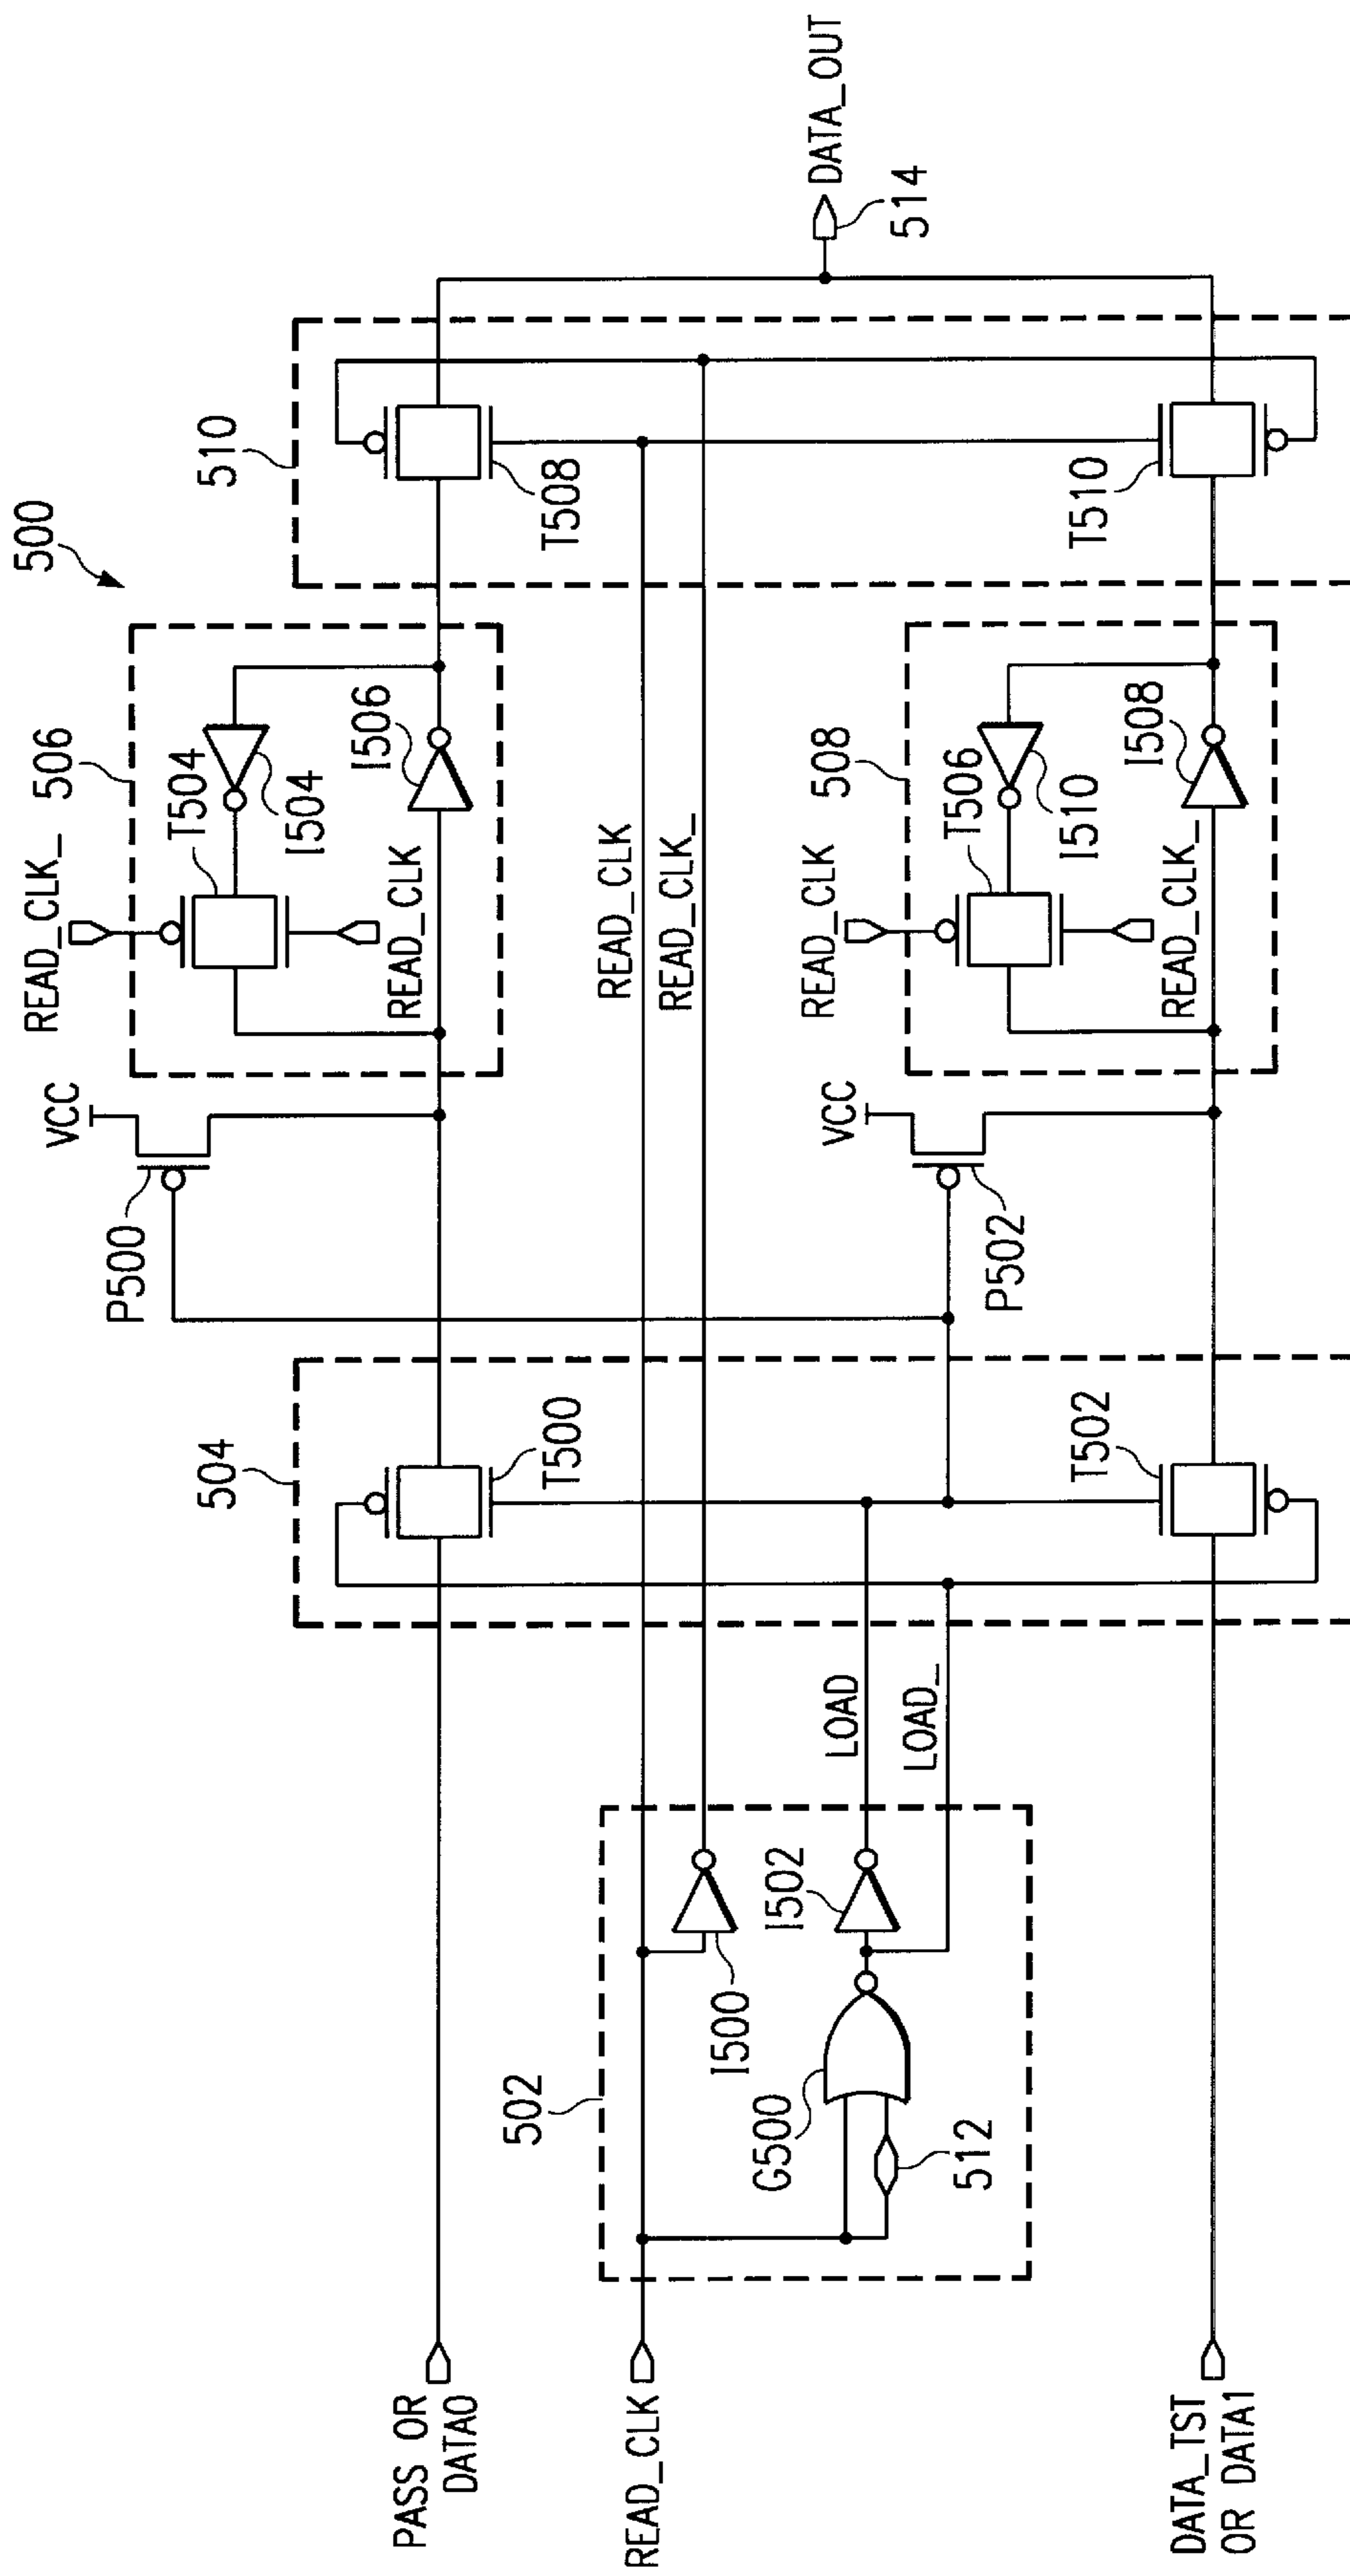 500
READ_CLK_
506
VCC
T504
510
P500
I504
504
I506
READ_CLK
PASS OR
DATA0
T500
T508
502
READ_CLK
READ_CLK
READ_CLK_
I500
I502
DATA_OUT
G500
LOAD
READ_CLK
508
514
512
LOAD_
VCC
T506
P502
I510
T502
T510
I508
READ_CLK_
DATA_TST
OR DATA1